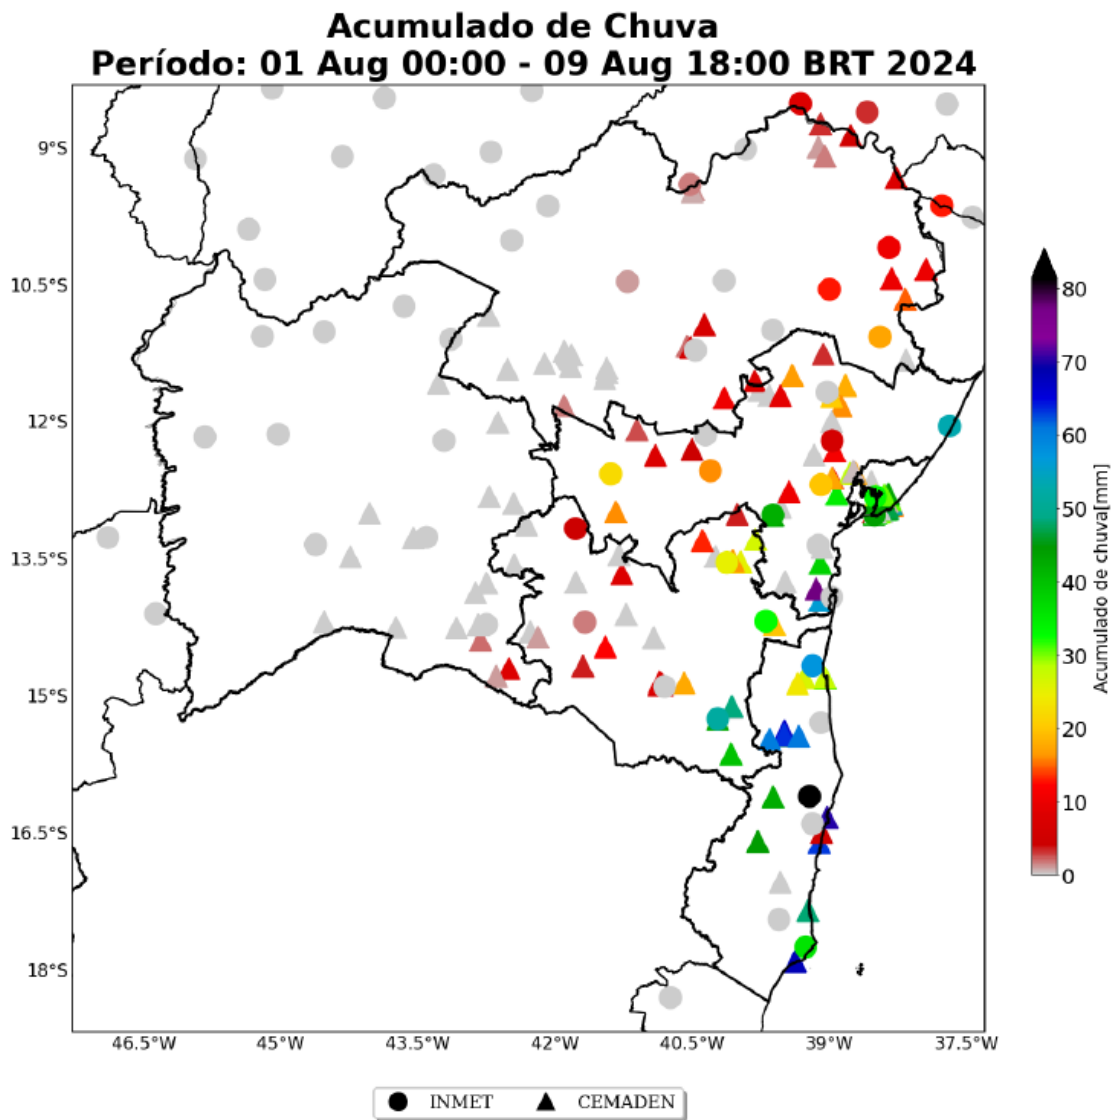 Acumulado de Chuva
Período: 01 Aug 00:00 - 09 Aug 18:00 BRT 2024
9°S
10.5°S
12°S
13.5°S
15°S
16.5°S
18°S
46.5°W
45°W
43.5°W
42°W
40.5°W
39°W
37.5°W
80
70
60
50
40
30
20
10
0
Acumulado de chuva[mm]
INMET
CEMADEN